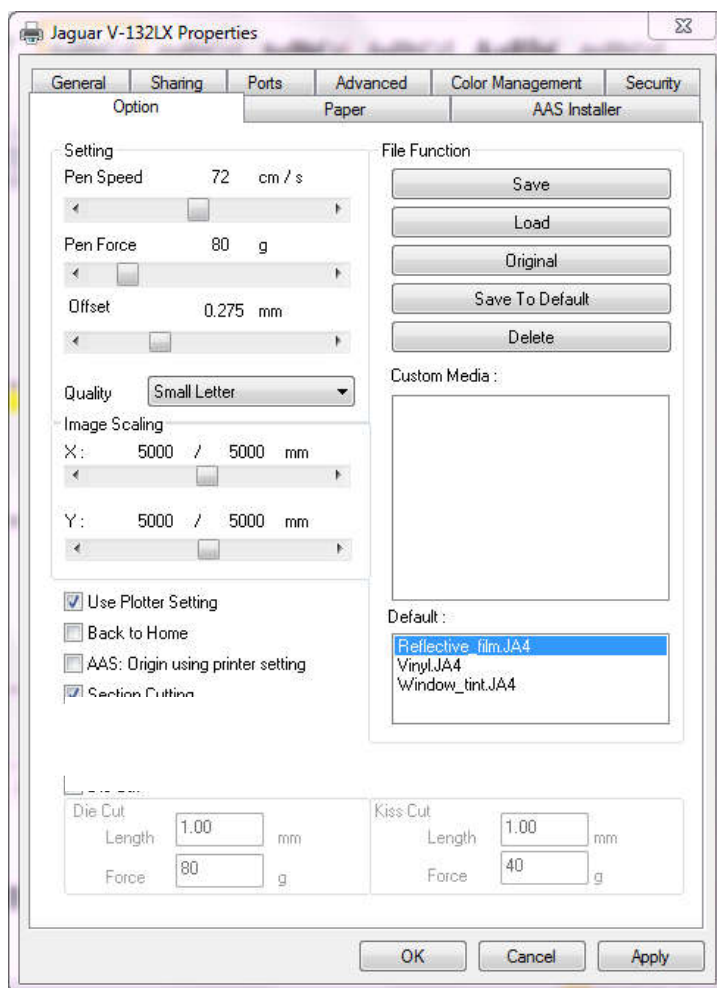 Jaguar V-132LX Properties
General Sharing Ports Advanced Color Management Security
Option Paper AAS Installer
Setting
Pen Speed 72 cm / s
Pen Force 80 g
Offset 0.275 mm
Quality Small Letter
Image Scaling
X : 5000 / 5000 mm
Y : 5000 / 5000 mm
Use Plotter Setting
Back to Home
AAS: Origin using printer setting
Section Cutting
File Function
Save
Load
Original
Save To Default
Delete
Custom Media :
Default :
Reflective_film.JA4
Vinyl.JA4
Window_tint.JA4
Die Cut
Length 1.00 mm
Force 80 g
Kiss Cut
Length 1.00 mm
Force 40 g
OK Cancel Apply